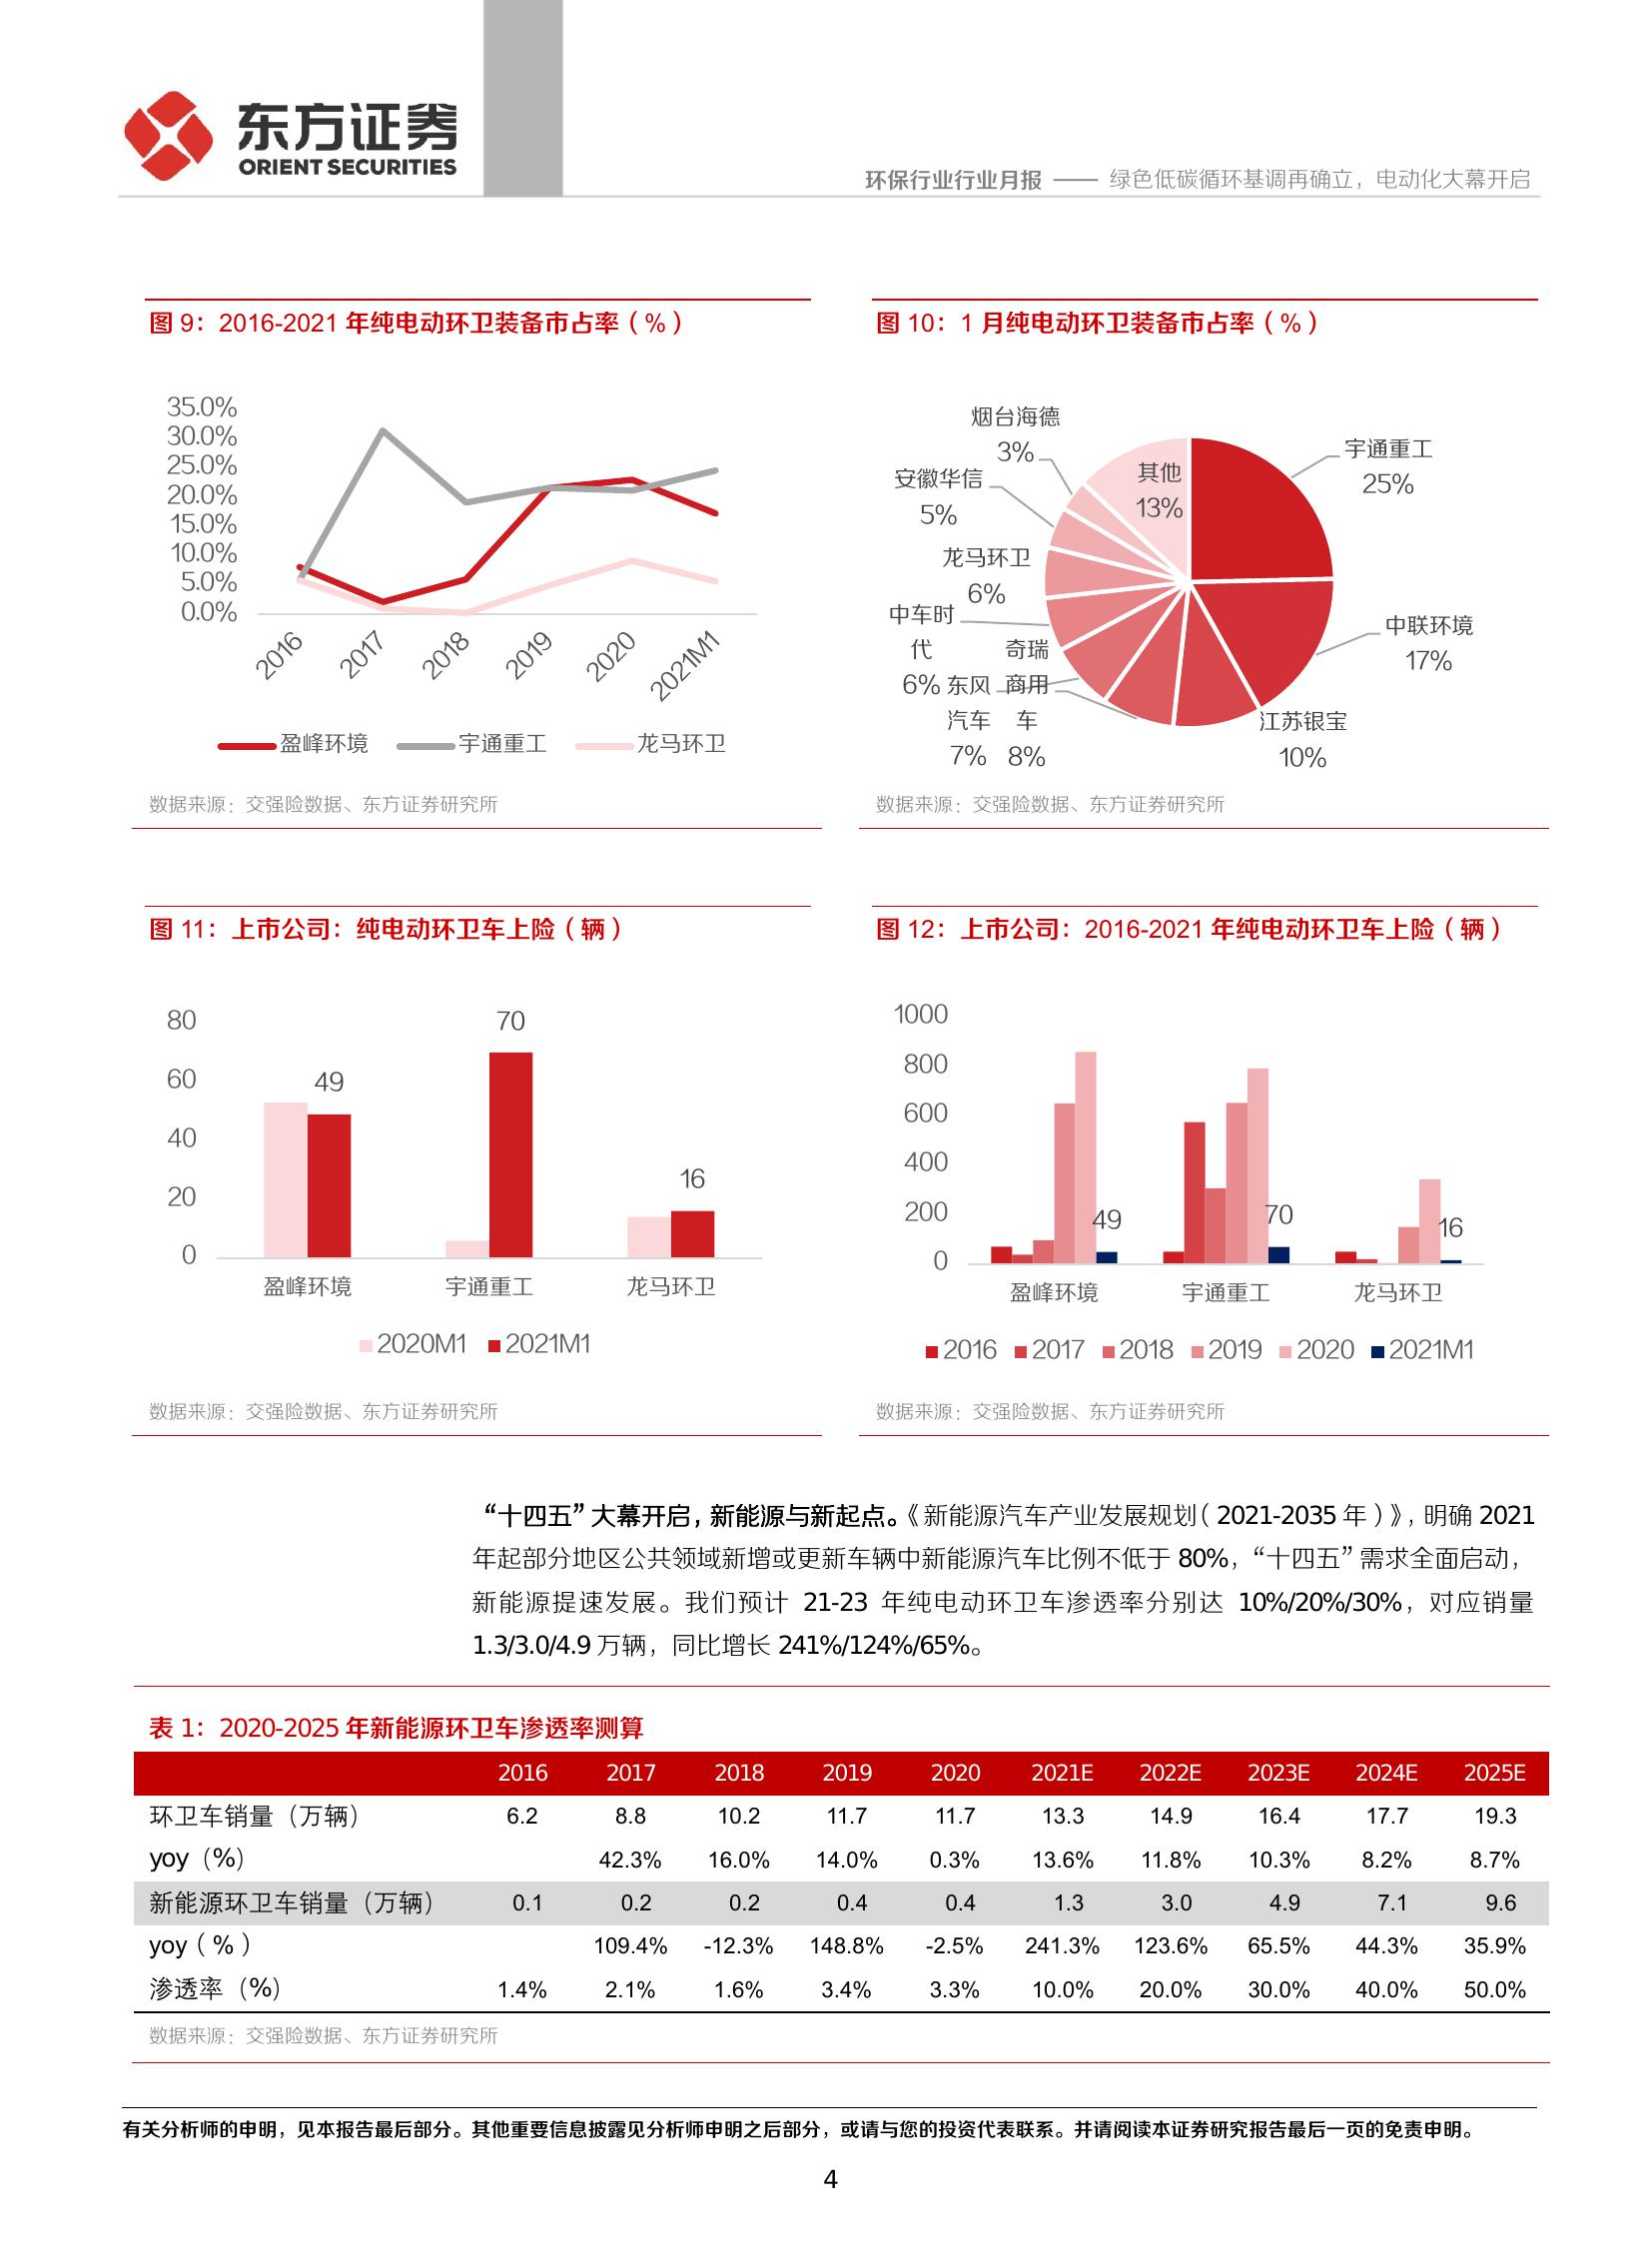 东方证券
ORIENT SECURITIES
环保行业行业月报 —— 绿色低碳循环基调再确立，电动化大幕开启
图 9：2016-2021 年纯电动环卫装备市占率（%）
35.0%
30.0%
25.0%
20.0%
15.0%
10.0%
5.0%
0.0%
2016
2017
2018
2019
2020
2021M1
盈峰环境 宇通重工 龙马环卫
数据来源：交强险数据、东方证券研究所
图 10：1 月纯电动环卫装备市占率（%）
宇通重工
25%
中联环境
17%
江苏银宝
10%
奇瑞
商用
车
8%
东风
汽车
7%
中车时
代
6%
龙马环卫
6%
安徽华信
5%
烟台海德
3%
其他
13%
数据来源：交强险数据、东方证券研究所
图 11：上市公司：纯电动环卫车上险（辆）
80
60
40
20
0
49
70
16
盈峰环境 宇通重工 龙马环卫
2020M1 2021M1
数据来源：交强险数据、东方证券研究所
图 12：上市公司：2016-2021 年纯电动环卫车上险（辆）
1000
800
600
400
200
0
49
70
16
盈峰环境 宇通重工 龙马环卫
2016 2017 2018 2019 2020 2021M1
数据来源：交强险数据、东方证券研究所
“十四五”大幕开启，新能源与新起点。《新能源汽车产业发展规划（2021-2035 年）》，明确 2021
年起部分地区公共领域新增或更新车辆中新能源汽车比例不低于 80%，“十四五”需求全面启动，
新能源提速发展。我们预计 21-23 年纯电动环卫车渗透率分别达 10%/20%/30%，对应销量
1.3/3.0/4.9 万辆，同比增长 241%/124%/65%。
表 1：2020-2025 年新能源环卫车渗透率测算
2016 2017 2018 2019 2020 2021E 2022E 2023E 2024E 2025E
环卫车销量（万辆） 6.2 8.8 10.2 11.7 11.7 13.3 14.9 16.4 17.7 19.3
yoy（%） 42.3% 16.0% 14.0% 0.3% 13.6% 11.8% 10.3% 8.2% 8.7%
新能源环卫车销量（万辆） 0.1 0.2 0.2 0.4 0.4 1.3 3.0 4.9 7.1 9.6
yoy（%） 109.4% -12.3% 148.8% -2.5% 241.3% 123.6% 65.5% 44.3% 35.9%
渗透率（%） 1.4% 2.1% 1.6% 3.4% 3.3% 10.0% 20.0% 30.0% 40.0% 50.0%
数据来源：交强险数据、东方证券研究所
有关分析师的申明，见本报告最后部分。其他重要信息披露见分析师申明之后部分，或请与您的投资代表联系。并请阅读本证券研究报告最后一页的免责申明。
4